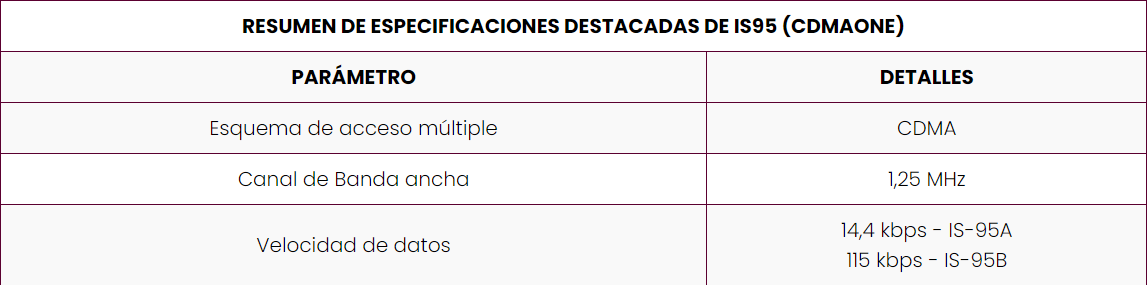 RESUMEN DE ESPECIFICACIONES DESTACADAS DE IS95 (CDMAONE)
PARÁMETRO DETALLES
Esquema de acceso múltiple CDMA
Canal de Banda ancha 1,25 MHz
Velocidad de datos 14,4 kbps - IS-95A
115 kbps - IS-95B